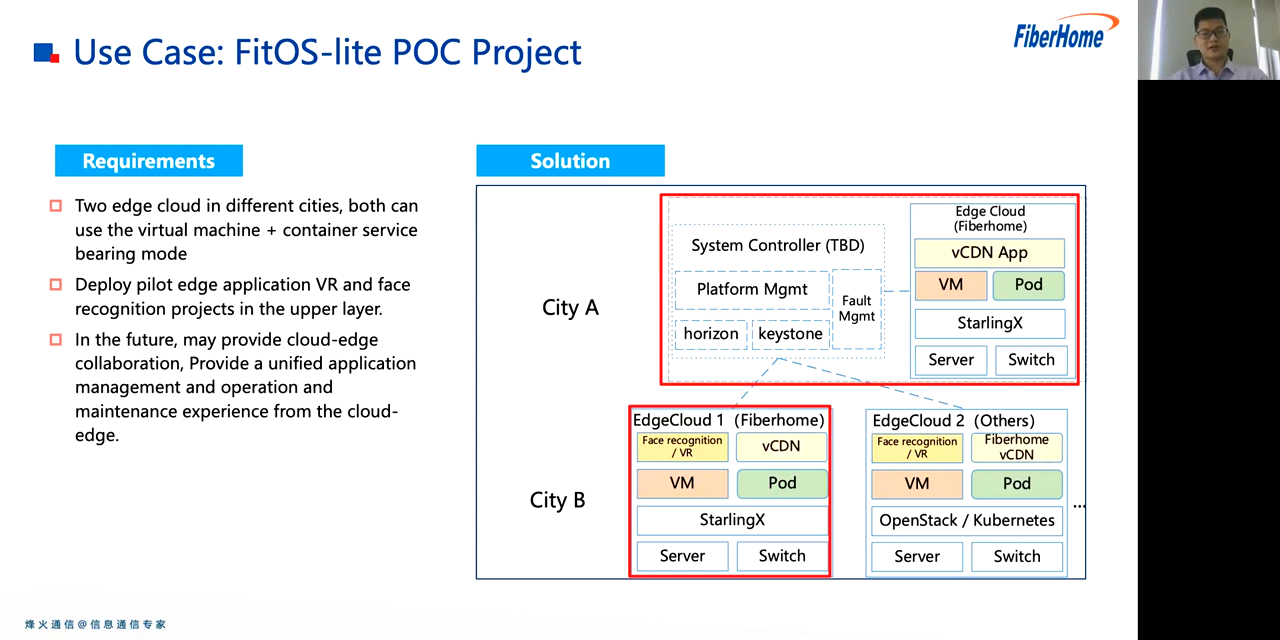 Use Case: FitOS-lite POC Project
FiberHome
Requirements
Two edge cloud in different cities, both can
use the virtual machine + container service
bearing mode
Deploy pilot edge application VR and face
recognition projects in the upper layer.
In the future, may provide cloud-edge
collaboration, Provide a unified application
management and operation and
maintenance experience from the cloud-
edge.
Solution
City A
System Controller (TBD)
Platform Mgmt
horizon
keystone
Fault
Mgmt
Edge Cloud
(Fiberhome)
vCDN App
VM
Pod
StarlingX
Server
Switch
City B
EdgeCloud 1 (Fiberhome)
Face recognition
/ VR
vCDN
VM
Pod
StarlingX
Server
Switch
EdgeCloud 2 (Others)
Face recognition
/ VR
Fiberhome
vCDN
VM
Pod
OpenStack / Kubernetes
Server
Switch
...
烽火通信@信息通信专家